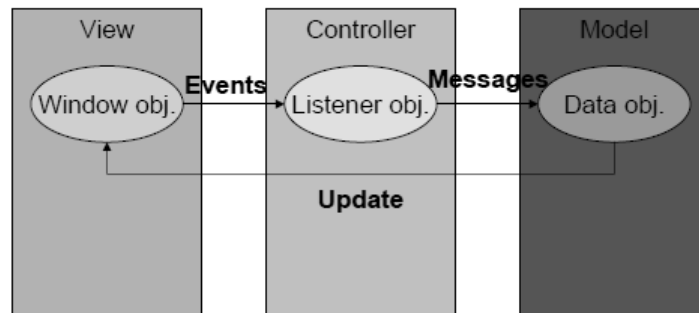 View
Controller
Model
Events
Messages
Window obj.
Listener obj.
Data obj.
Update